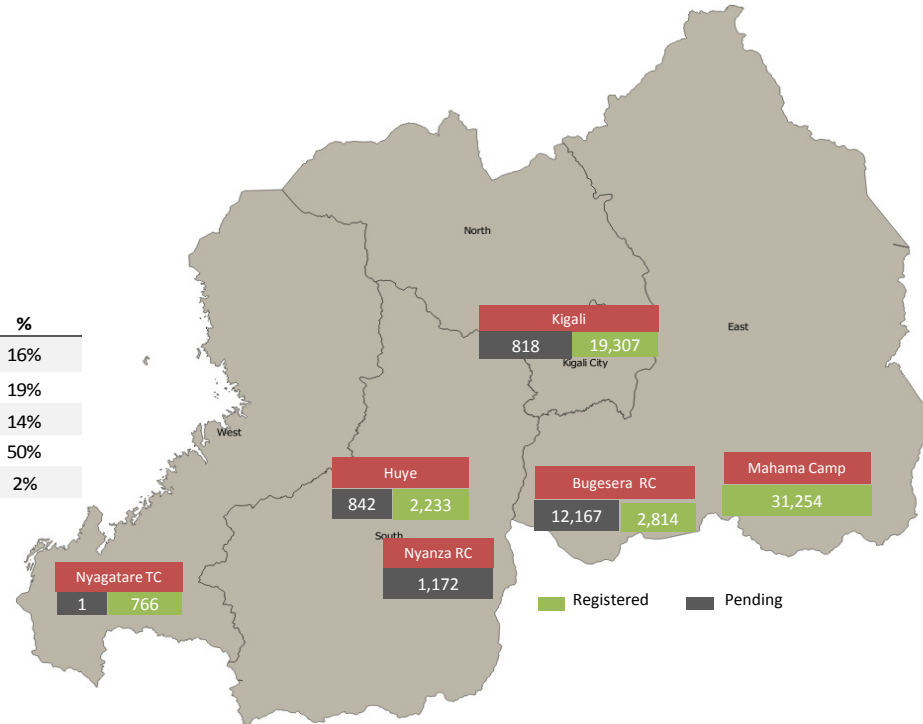 North
Kigali
818 19,307
Kigali City
East
%
16%
19%
14%
50%
2%
West
Huye
842 2,233
South
Bugesera RC
12,167 2,814
Mahama Camp
31,254
Nyanza RC
1,172
Nyagatare TC
1 766
Registered Pending